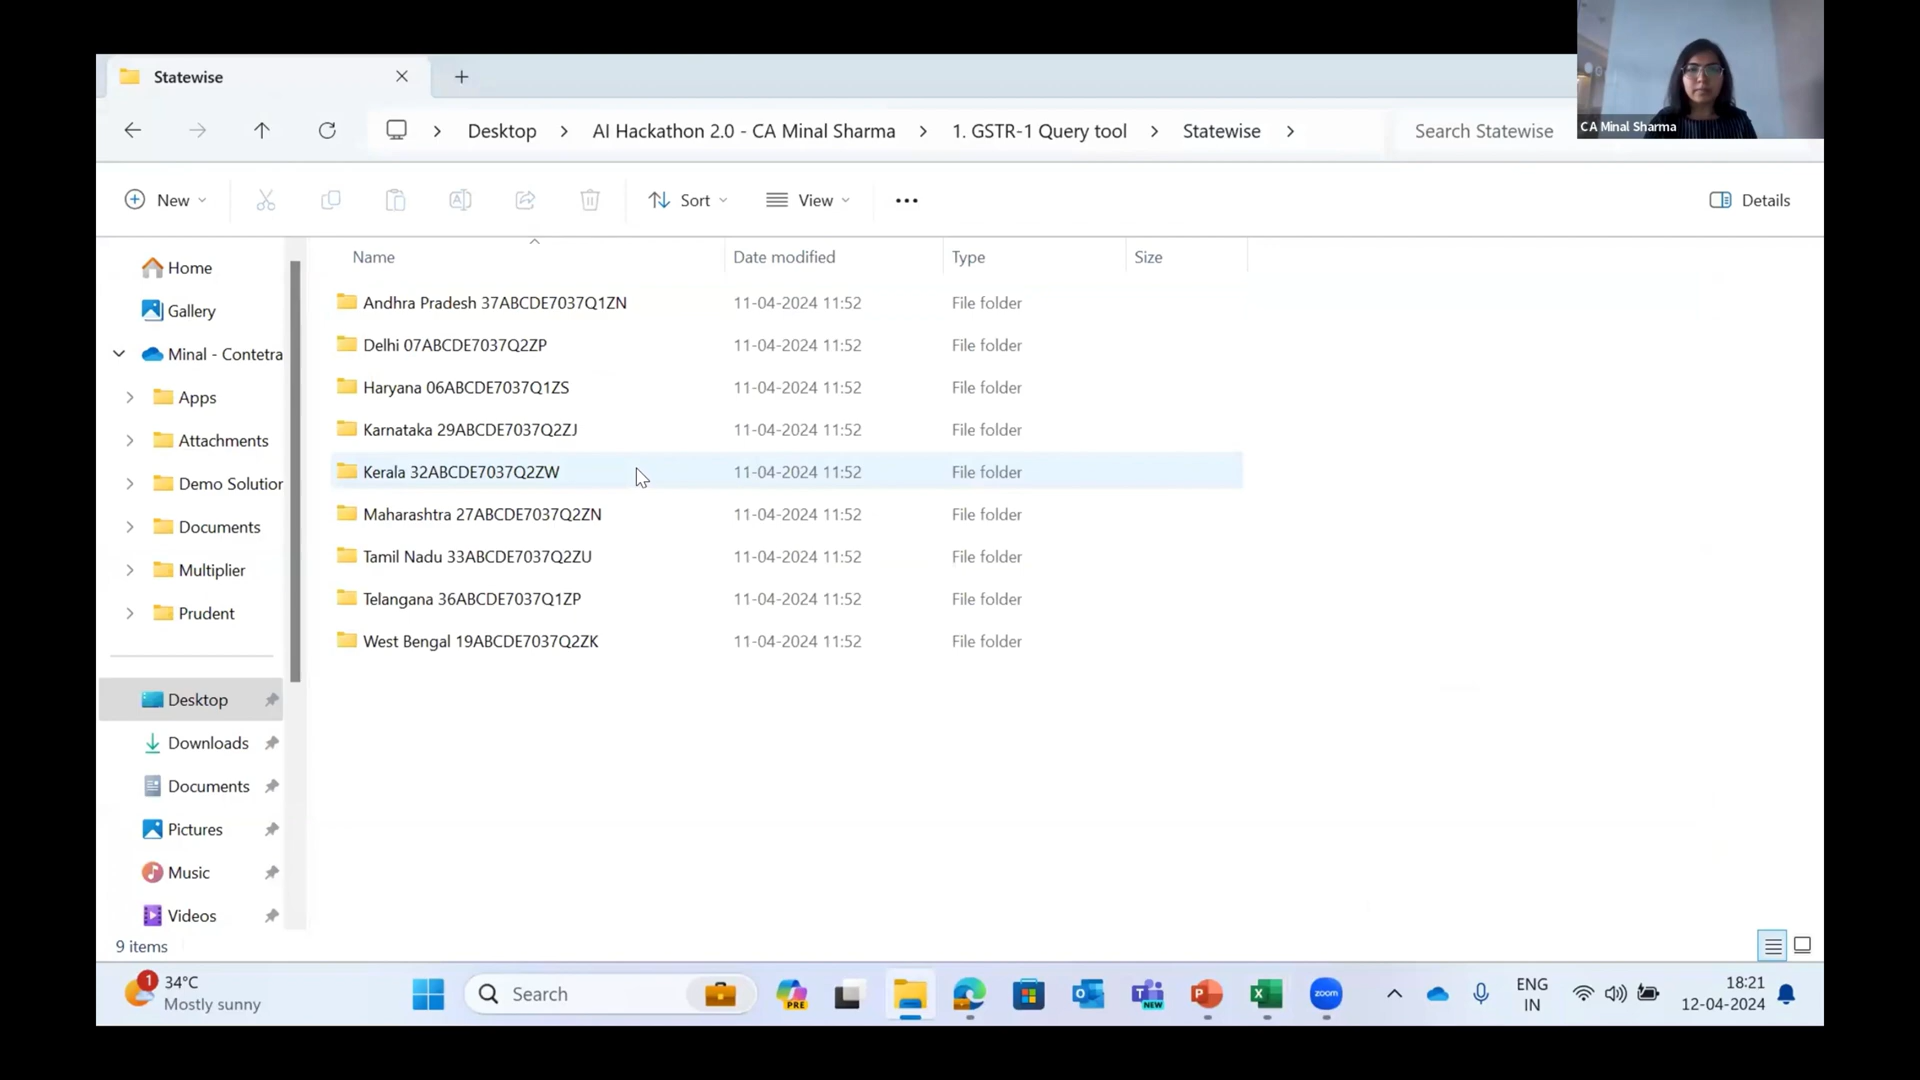 Statewise
CA Minal Sharma
Desktop > AI Hackathon 2.0 - CA Minal Sharma > 1. GSTR-1 Query tool > Statewise >
Search Statewise
New
Sort
View
Details
Name
Date modified
Type
Size
Home
Gallery
Minal - Contetra
Apps
Attachments
Demo Solutior
Documents
Multiplier
Prudent
Desktop
Downloads
Documents
Pictures
Music
Videos
Andhra Pradesh 37ABCDE7037Q1ZN 11-04-2024 11:52 File folder
Delhi 07ABCDE7037Q2ZP 11-04-2024 11:52 File folder
Haryana 06ABCDE7037Q1ZS 11-04-2024 11:52 File folder
Karnataka 29ABCDE7037Q2ZJ 11-04-2024 11:52 File folder
Kerala 32ABCDE7037Q2ZW 11-04-2024 11:52 File folder
Maharashtra 27ABCDE7037Q2ZN 11-04-2024 11:52 File folder
Tamil Nadu 33ABCDE7037Q2ZU 11-04-2024 11:52 File folder
Telangana 36ABCDE7037Q1ZP 11-04-2024 11:52 File folder
West Bengal 19ABCDE7037Q2ZK 11-04-2024 11:52 File folder
9 items
1
34°C
Mostly sunny
Search
PRE
NEW
zoom
ENG
IN
18:21
12-04-2024